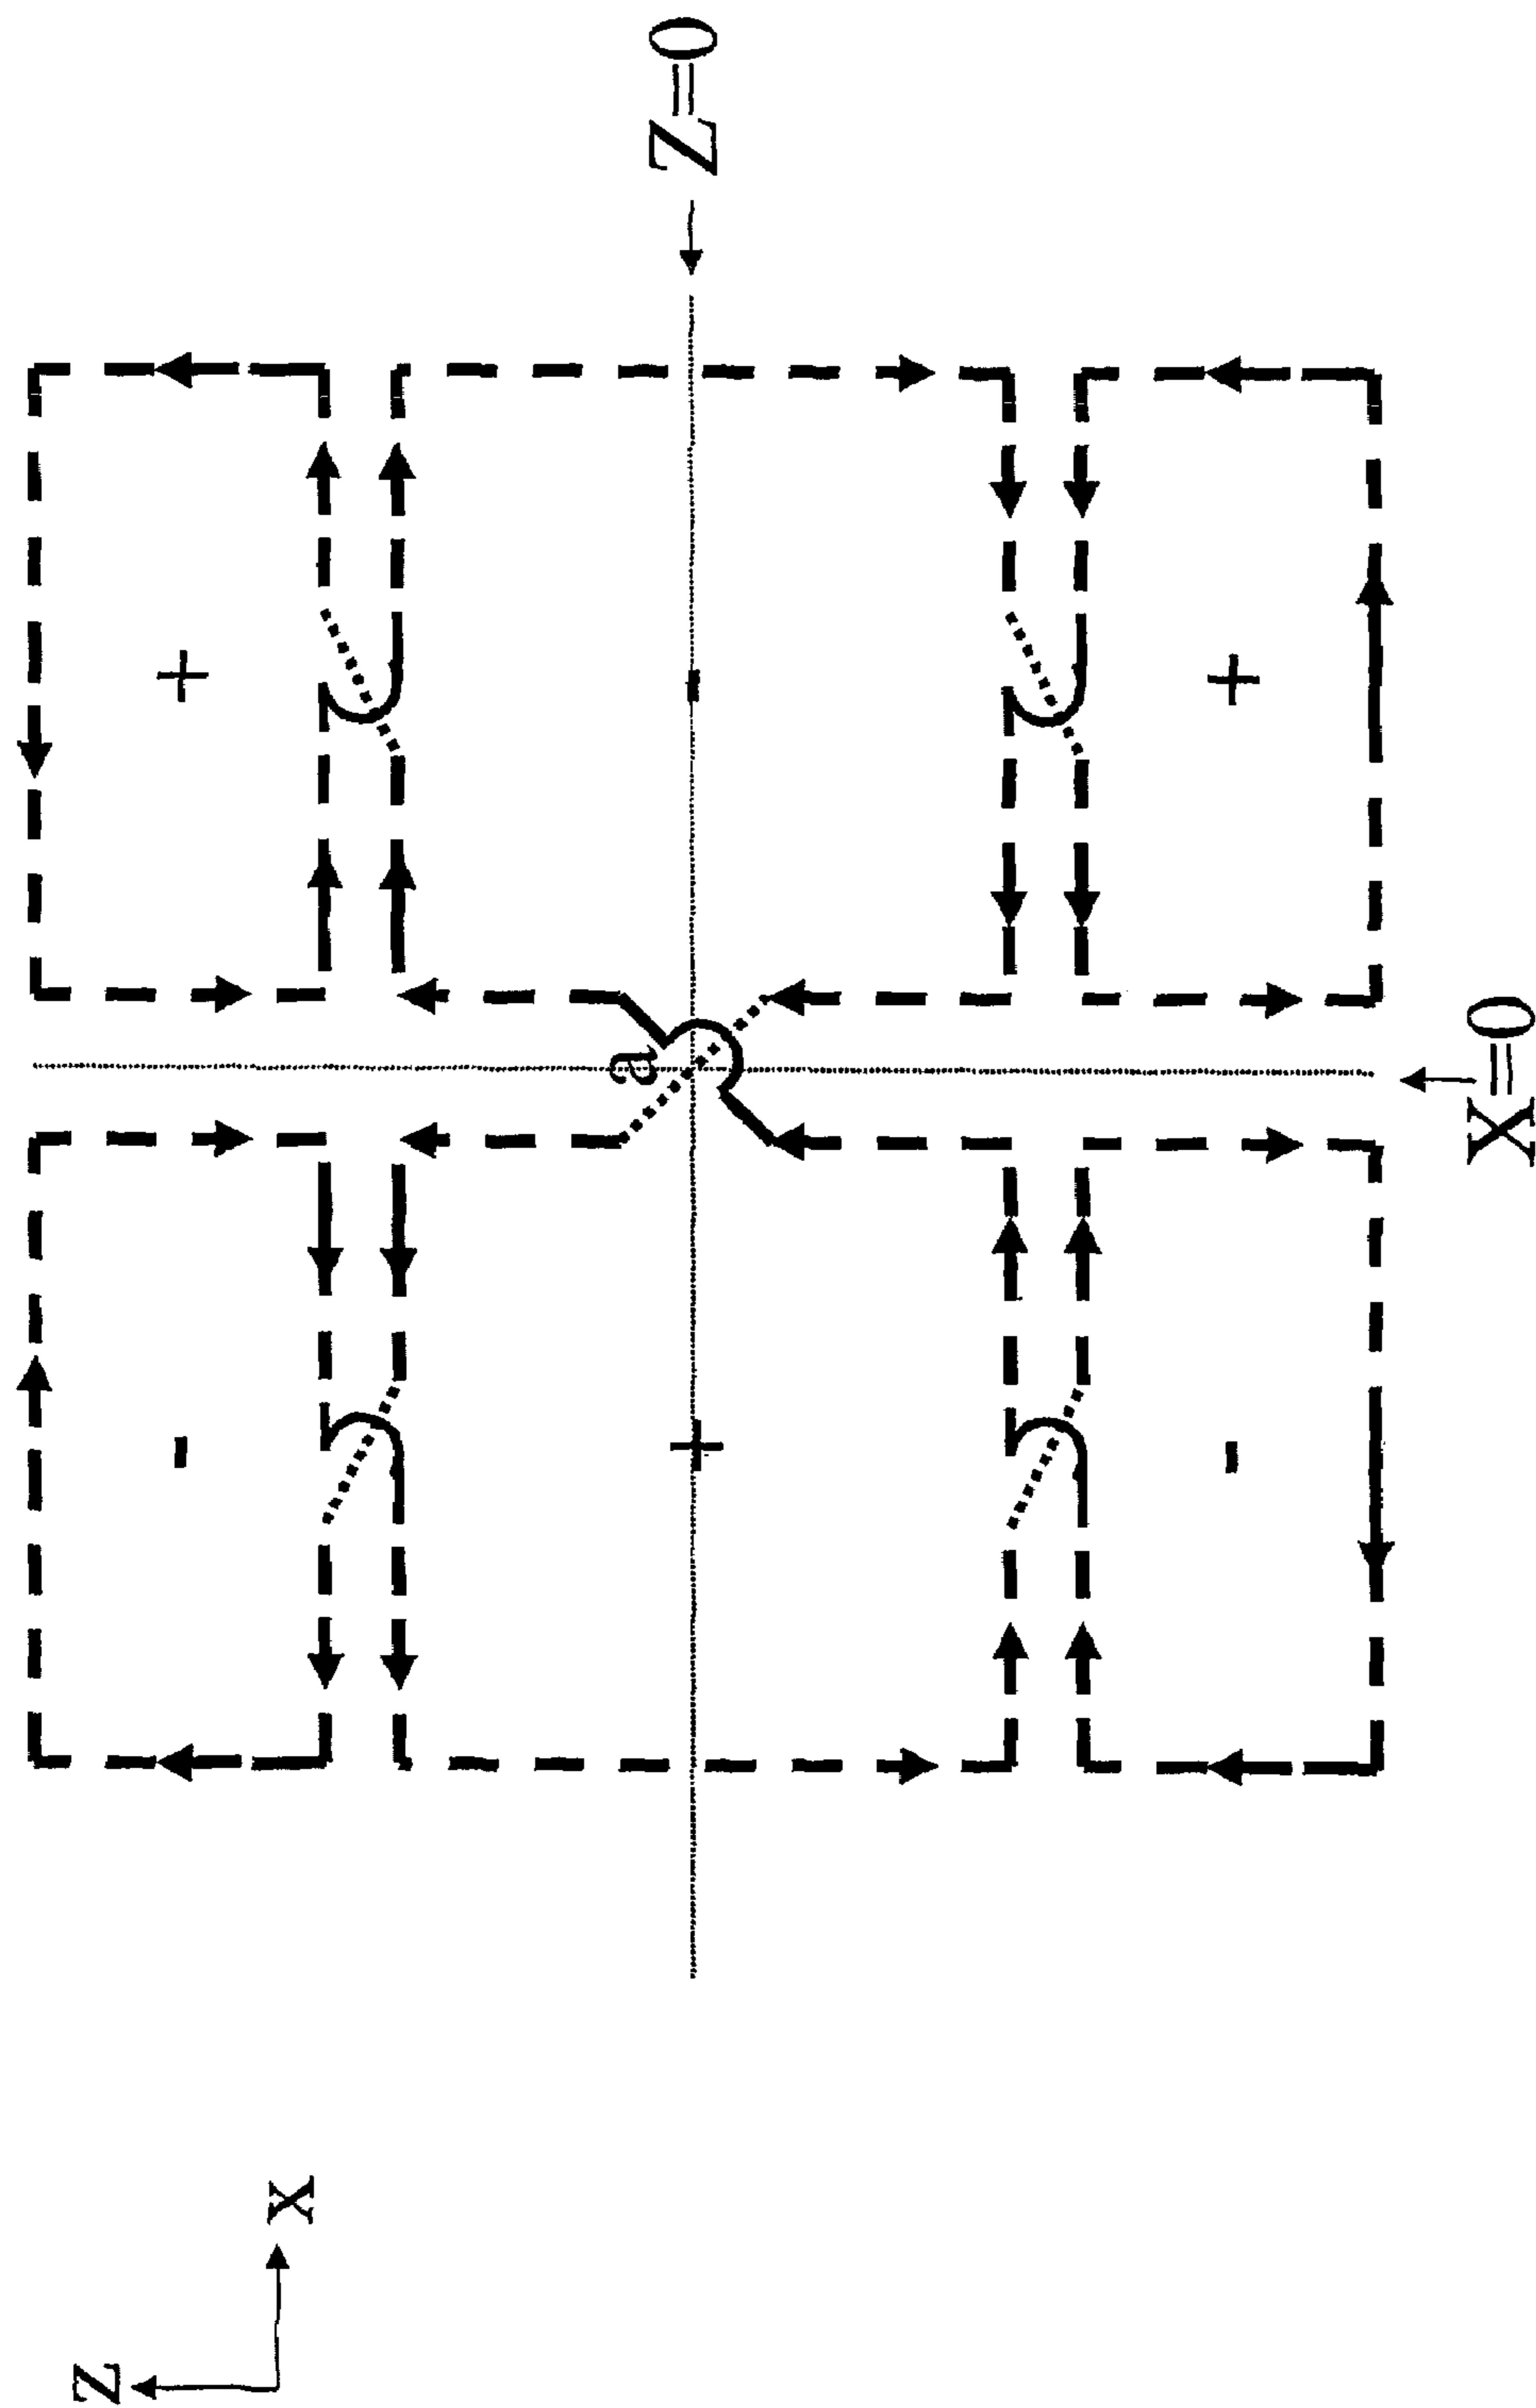 z
- +
x
a
+ - Z=0
- +
X=0